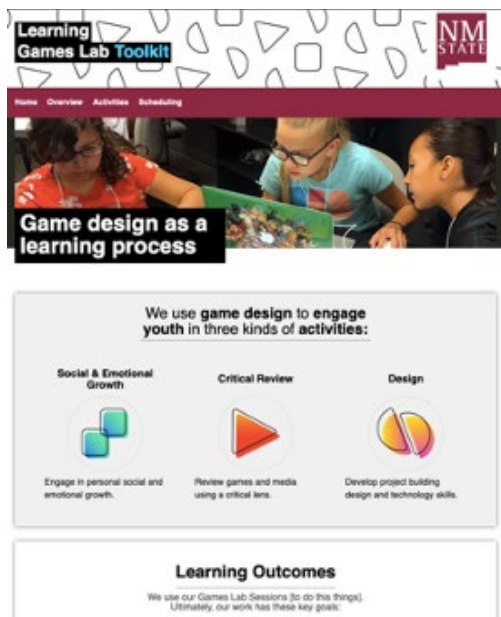 Learning
Games Lab Toolkit
NM
STATE
Home Overview Activities Scheduling
Game design as a
learning process
We use game design to engage
youth in three kinds of activities:
Social & Emotional
Growth
Critical Review
Design
Engage in personal social and
emotional growth.
Review games and media
using a critical lens.
Develop project building
design and technology skills.
Learning Outcomes
We use our Games Lab Sessions [to do this things].
Ultimately, our work has these key goals: